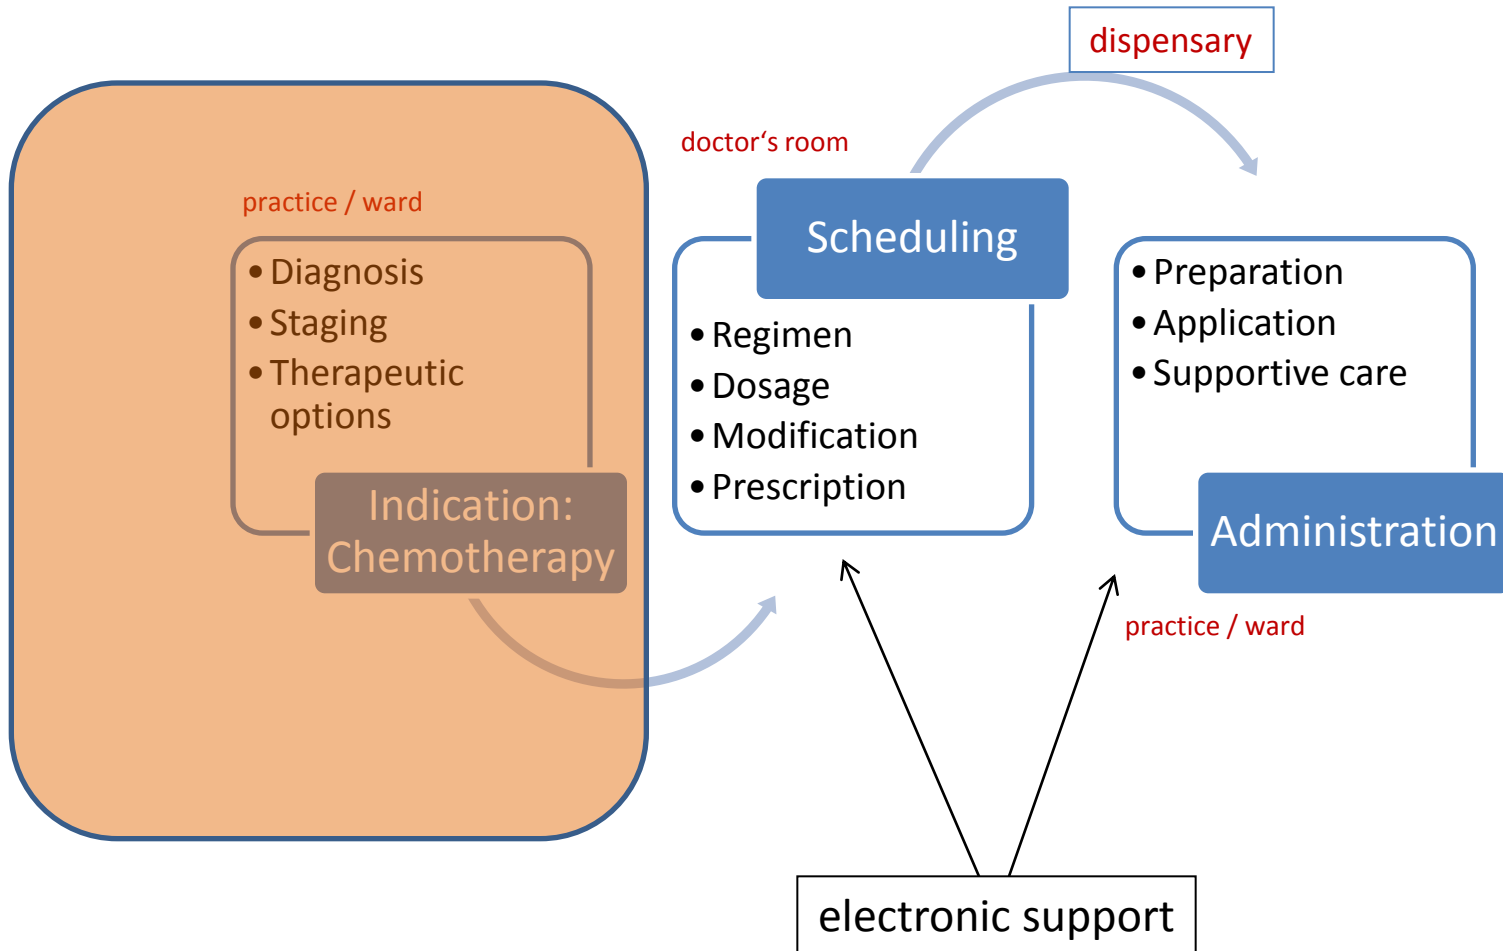 dispensary
doctor‘s room
practice / ward
Scheduling
• Diagnosis
• Staging
• Therapeutic
options
Indication:
Chemotherapy
• Regimen
• Dosage
• Modification
• Prescription
• Preparation
• Application
• Supportive care
Administration
practice / ward
electronic support